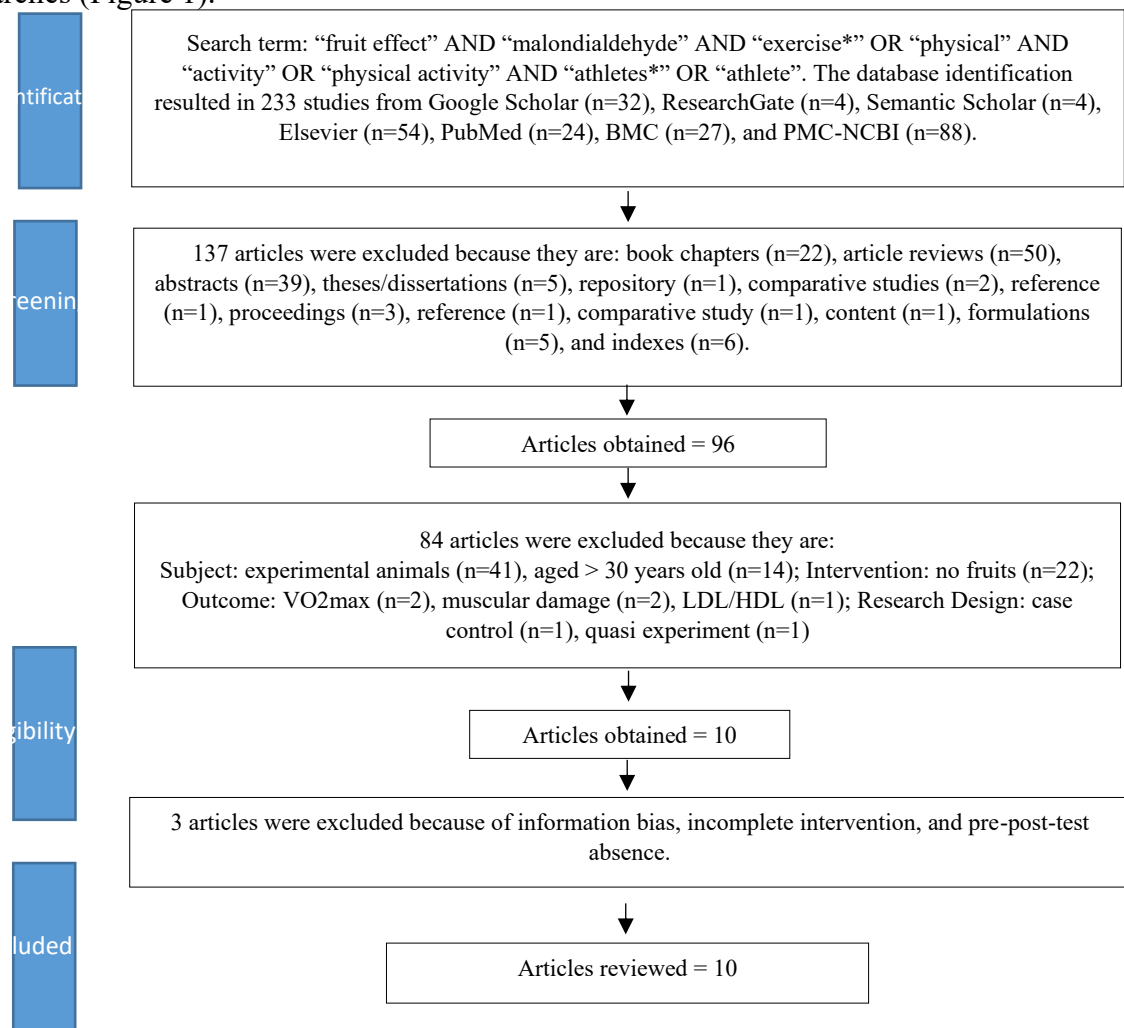 (Figure 1).
Search term: “fruit effect” AND “malondialdehyde” AND “exercise*” OR “physical” AND
“activity” OR “physical activity” AND “athletes*” OR “athlete”. The database identification
resulted in 233 studies from Google Scholar (n=32), ResearchGate (n=4), Semantic Scholar (n=4),
Elsevier (n=54), PubMed (n=24), BMC (n=27), and PMC-NCBI (n=88).
ntificat
137 articles were excluded because they are: book chapters (n=22), article reviews (n=50),
abstracts (n=39), theses/dissertations (n=5), repository (n=1), comparative studies (n=2), reference
(n=1), proceedings (n=3), reference (n=1), comparative study (n=1), content (n=1), formulations
(n=5), and indexes (n=6).
reenin
Articles obtained = 96
84 articles were excluded because they are:
Subject: experimental animals (n=41), aged > 30 years old (n=14); Intervention: no fruits (n=22);
Outcome: VO2max (n=2), muscular damage (n=2), LDL/HDL (n=1); Research Design: case
control (n=1), quasi experiment (n=1)
gibility
Articles obtained = 10
3 articles were excluded because of information bias, incomplete intervention, and pre-post-test
absence.
luded
Articles reviewed = 10